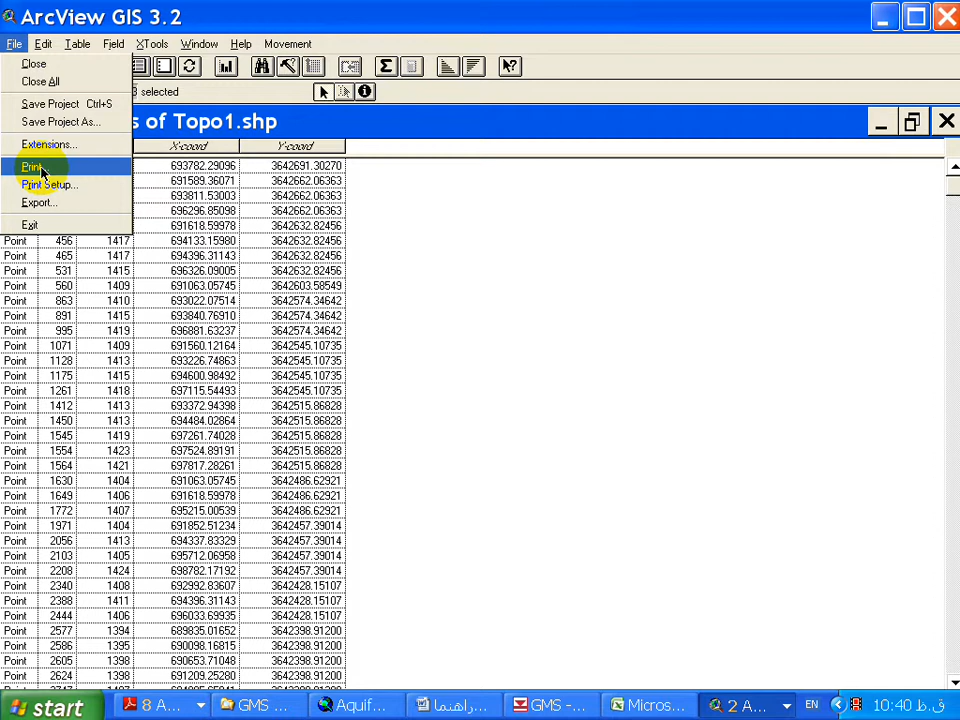 ArcView GIS 3.2
File Edit Table Field XTools Window Help Movement
Close
Close All
Save Project Ctrl+S
Save Project As...
Extensions...
Print...
Print Setup...
Export...
Exit
selected
s of Topo1.shp
X-coord Y-coord
693782.29096 3642691.30270
691589.36071 3642662.06363
693811.53003 3642662.06363
696296.85098 3642662.06363
691618.59978 3642632.82456
Point 456 1417 694133.15980 3642632.82456
Point 465 1417 694396.31143 3642632.82456
Point 531 1415 696326.09005 3642632.82456
Point 560 1409 691063.05745 3642603.58549
Point 863 1410 693022.07514 3642574.34642
Point 891 1415 693840.76910 3642574.34642
Point 995 1419 696881.63237 3642574.34642
Point 1071 1409 691560.12164 3642545.10735
Point 1128 1413 693226.74863 3642545.10735
Point 1175 1415 694600.98492 3642545.10735
Point 1261 1418 697115.54493 3642545.10735
Point 1412 1413 693372.94398 3642515.86828
Point 1450 1413 694484.02864 3642515.86828
Point 1545 1419 697261.74028 3642515.86828
Point 1554 1423 697524.89191 3642515.86828
Point 1564 1421 697817.28261 3642515.86828
Point 1630 1404 691063.05745 3642486.62921
Point 1649 1406 691618.59978 3642486.62921
Point 1772 1407 695215.00539 3642486.62921
Point 1971 1404 691852.51234 3642457.39014
Point 2056 1413 694337.83329 3642457.39014
Point 2103 1405 695712.06958 3642457.39014
Point 2208 1424 698782.17192 3642457.39014
Point 2340 1408 692992.83607 3642428.15107
Point 2388 1411 694396.31143 3642428.15107
Point 2444 1406 696033.69935 3642428.15107
Point 2577 1394 689835.01652 3642398.91200
Point 2586 1395 690098.16815 3642398.91200
Point 2605 1398 690653.71048 3642398.91200
Point 2624 1398 691209.25280 3642398.91200
start 8 A... GMS ... Aquif... راهنما... GMS -... Micros... 2 A... 10:40 ق.ظ